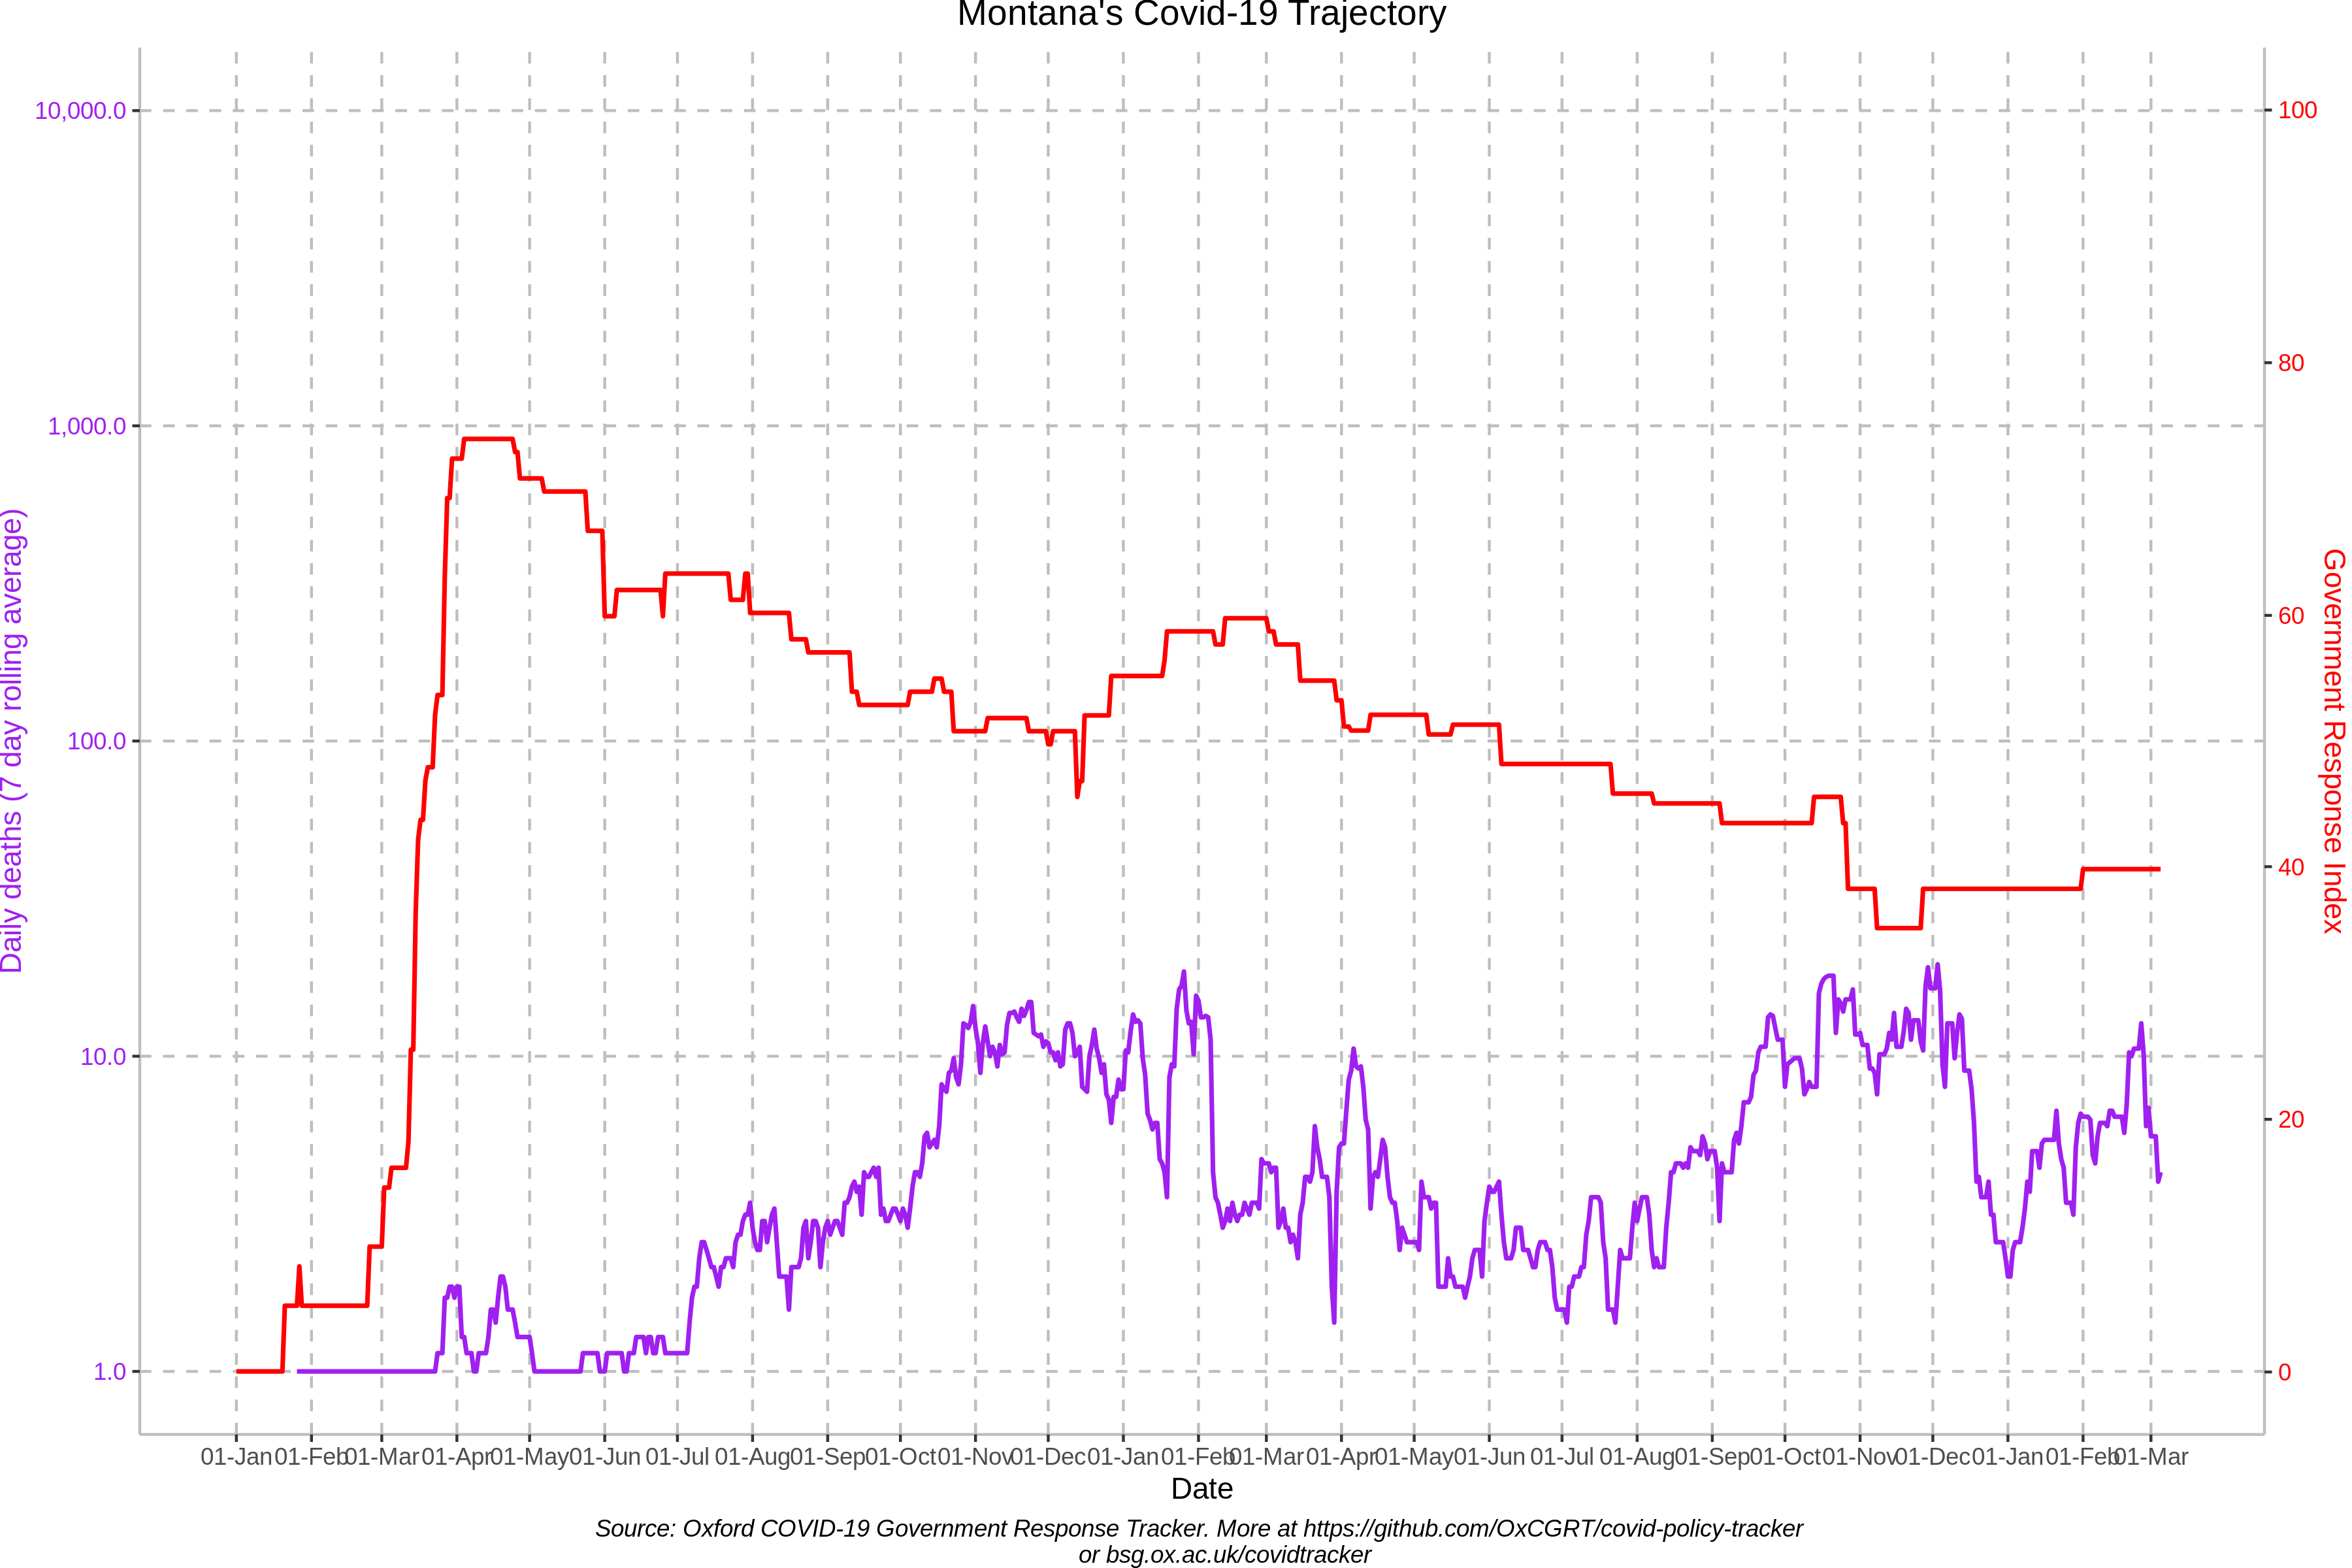 Montana's Covid-19 Trajectory
10,000.0
1,000.0
100.0
10.0
1.0
Daily deaths (7 day rolling average)
100
80
60
40
20
0
Government Response Index
01-Jan 01-Feb 01-Mar 01-Apr 01-May 01-Jun 01-Jul 01-Aug 01-Sep 01-Oct 01-Nov 01-Dec 01-Jan 01-Feb 01-Mar 01-Apr 01-May 01-Jun 01-Jul 01-Aug 01-Sep 01-Oct 01-Nov 01-Dec 01-Jan 01-Feb 01-Mar
Date
Source: Oxford COVID-19 Government Response Tracker. More at https://github.com/OxCGRT/covid-policy-tracker
or bsg.ox.ac.uk/covidtracker